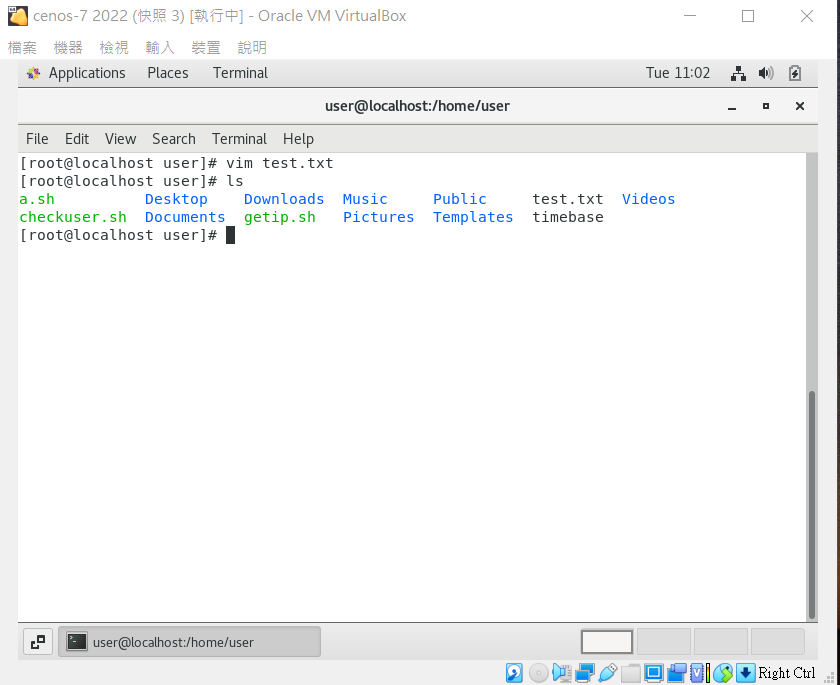 cenos-7 2022 (快照 3) [執行中] - Oracle VM VirtualBox
檔案 機器 檢視 輸入 裝置 說明
Applications Places Terminal Tue 11:02
user@localhost:/home/user
File Edit View Search Terminal Help
[root@localhost user]# vim test.txt
[root@localhost user]# ls
a.sh Desktop Downloads Music Public test.txt Videos
checkuser.sh Documents getip.sh Pictures Templates timebase
[root@localhost user]#
user@localhost:/home/user
Right Ctrl